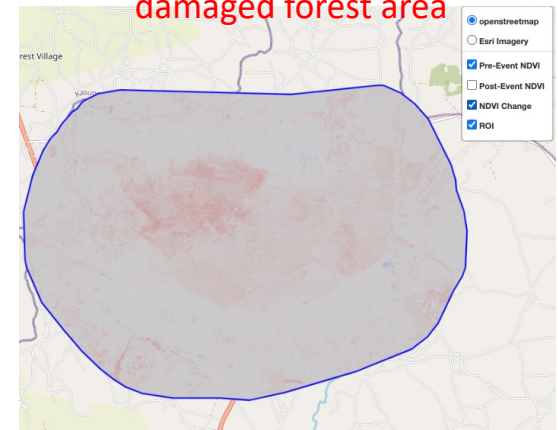 damaged forest area
openstreetmap
Esri Imagery
Pre-Event NDVI
Post-Event NDVI
NDVI Change
ROI
rest Village